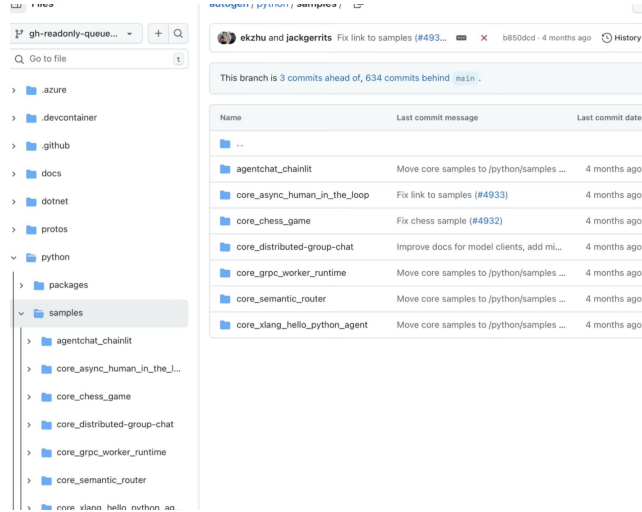 Files
autogen / python / samples /
gh-readonly-queue...
Go to file
t
ekzhu and jackgerrits Fix link to samples (#493... b850dcd · 4 months ago History
This branch is 3 commits ahead of, 634 commits behind main .
.azure
.devcontainer
.github
docs
dotnet
protos
python
packages
samples
agentchat_chainlit
core_async_human_in_the_l...
core_chess_game
core_distributed-group-chat
core_grpc_worker_runtime
core_semantic_router
core_xlang_hello_python_ag...
Name Last commit message Last commit date
..
agentchat_chainlit Move core samples to /python/samples ... 4 months ago
core_async_human_in_the_loop Fix link to samples (#4933) 4 months ago
core_chess_game Fix chess sample (#4932) 4 months ago
core_distributed-group-chat Improve docs for model clients, add mi... 4 months ago
core_grpc_worker_runtime Move core samples to /python/samples ... 4 months ago
core_semantic_router Move core samples to /python/samples ... 4 months ago
core_xlang_hello_python_agent Move core samples to /python/samples ... 4 months ago